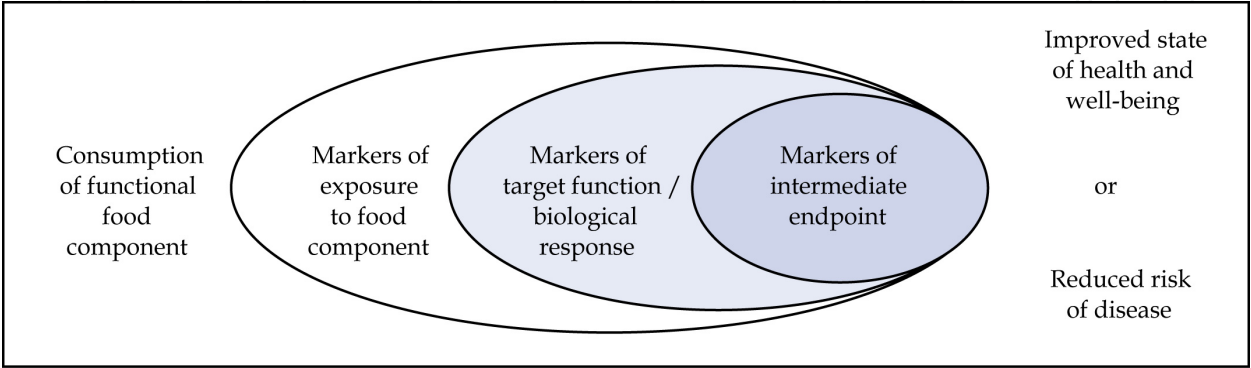 Consumption
of functional
food
component
Markers of
exposure
to food
component
Markers of
target function /
biological
response
Markers of
intermediate
endpoint
Improved state
of health and
well-being
or
Reduced risk
of disease